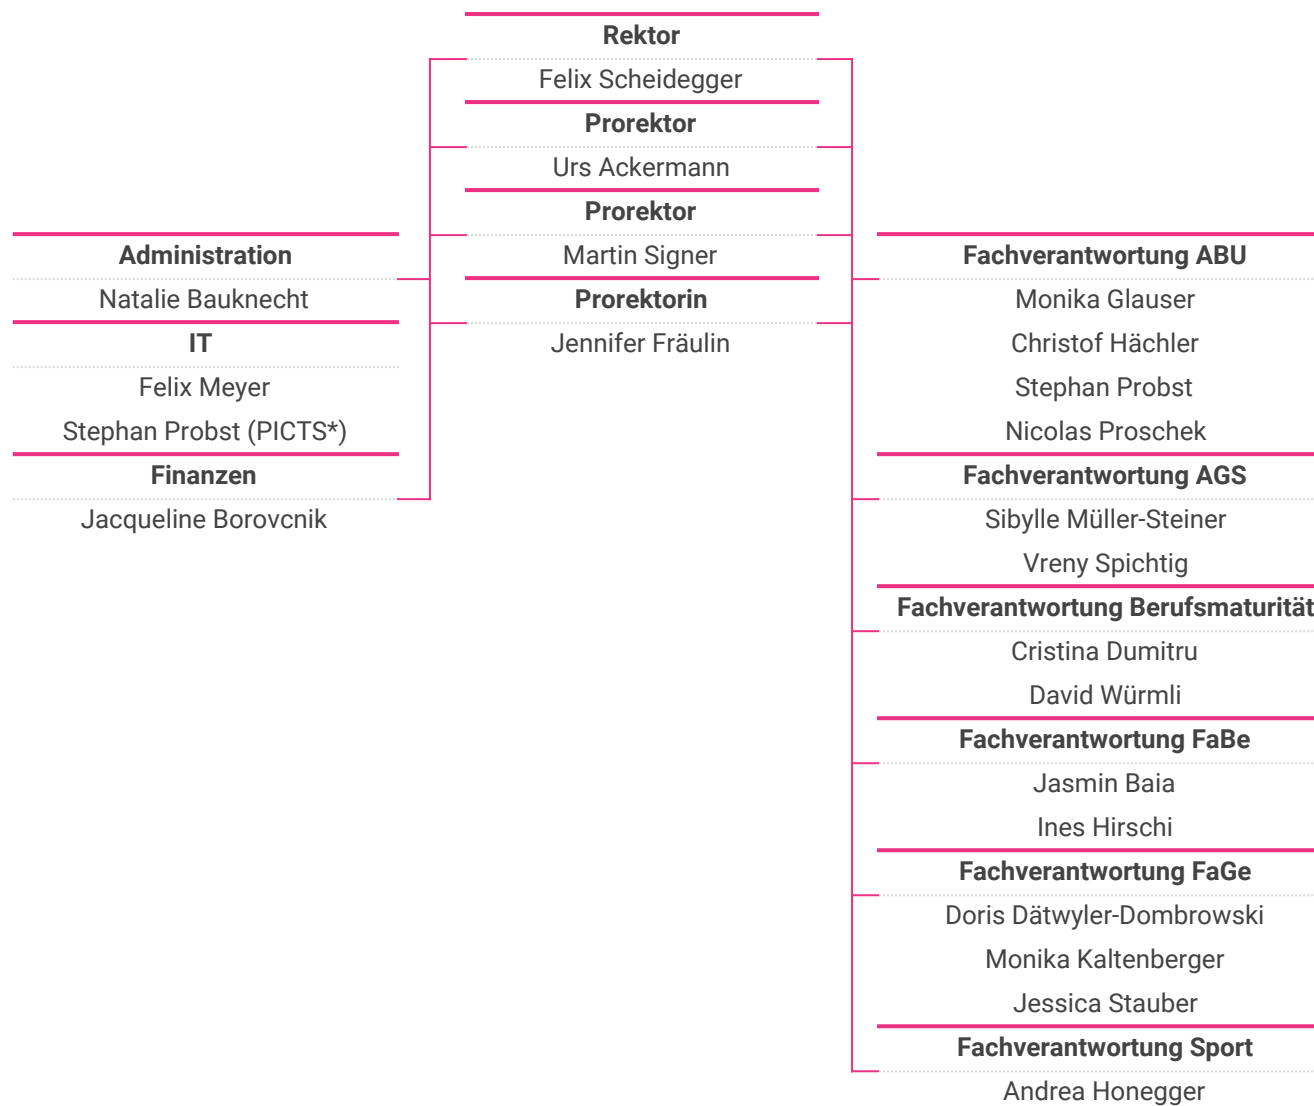 Rektor
Felix Scheidegger
Prorektor
Urs Ackermann
Prorektor
Martin Signer
Prorektorin
Jennifer Fräulin
Administration
Natalie Bauknecht
IT
Felix Meyer
Stephan Probst (PICTS*)
Finanzen
Jacqueline Borovcnik
Fachverantwortung ABU
Monika Glauser
Christof Hächler
Stephan Probst
Nicolas Proschek
Fachverantwortung AGS
Sibylle Müller-Steiner
Vreny Spichtig
Fachverantwortung Berufsmaturität
Cristina Dumitru
David Würmli
Fachverantwortung FaBe
Jasmin Baia
Ines Hirschi
Fachverantwortung FaGe
Doris Dätwyler-Dombrowski
Monika Kaltenberger
Jessica Stauber
Fachverantwortung Sport
Andrea Honegger